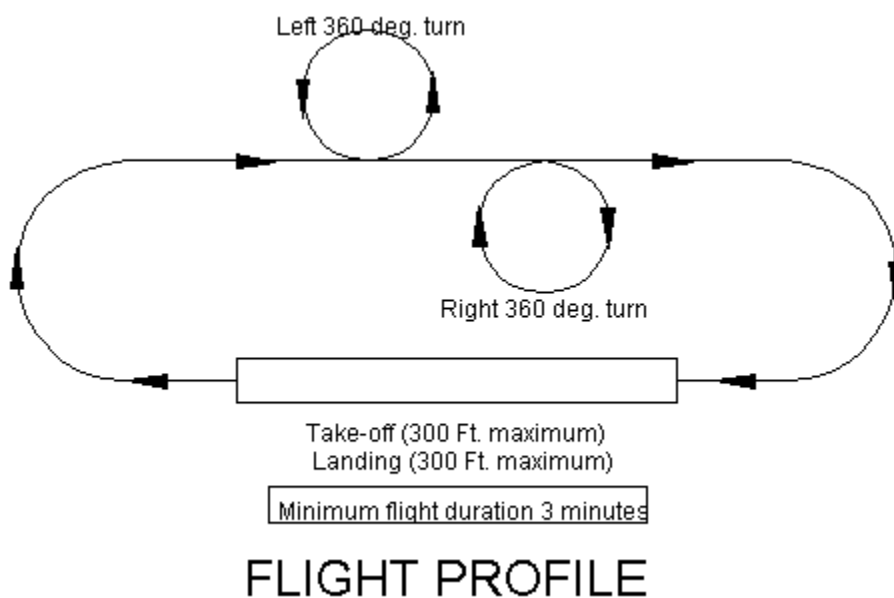 Left 360 deg. turn
Right 360 deg. turn
Take-off (300 Ft. maximum)
Landing (300 Ft. maximum)
Minimum flight duration 3 minutes
FLIGHT PROFILE